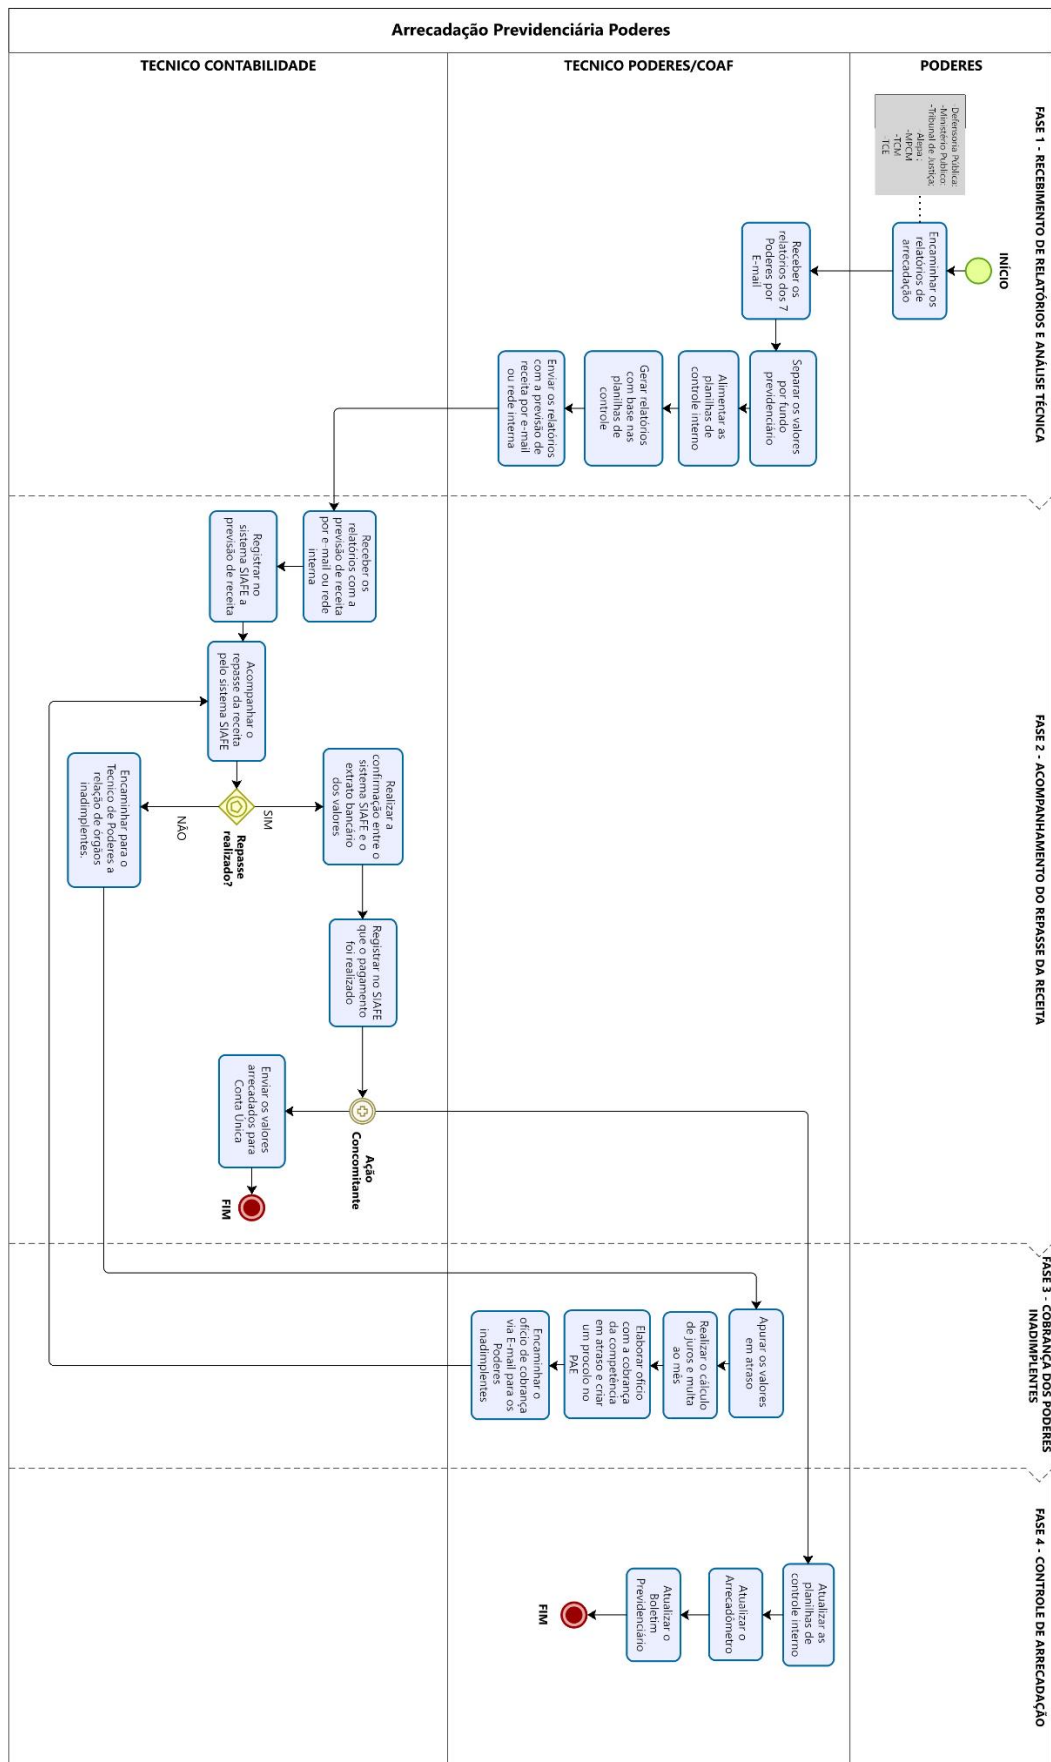 Arrecadação Previdenciária Poderes
TECNICO CONTABILIDADE
TECNICO PODERES/COAF
PODERES
FASE 1 - RECEBIMENTO DE RELATÓRIOS E ANÁLISE TÉCNICA
Defensoria Pública:
-Ministério Publico:
-Tribunal de Justiça;
Alepa :
-MPCM
-TCM
-TCE
INÍCIO
Encaminhar os
relatórios de
arrecadação
Receber os
relatórios dos 7
Poderes por
E-mail
Separar os valores
por fundo
previdenciário
Alimentar as
planilhas de
controle interno
Gerar relatórios
com base nas
planilhas de
controle
Enviar os relatórios
com a previsão de
receita por e-mail
ou rede interna
FASE 2 - ACOMPANHAMENTO DO REPASSE DA RECEITA
Receber os
relatórios com a
previsão de receita
por e-mail ou rede
interna
Registrar no
sistema SIAFE a
previsão de receita
Acompanhar o
repasse da receita
pelo sistema SIAFE
Repasse
realizado?
SIM
NÃO
Realizar a
confirmação entre o
sistema SIAFE e o
extrato bancário
dos valores
Encaminhar para o
Tecnico de Poderes a
relação de órgãos
inadimplentes.
Registrar no SIAFE
que o pagamento
foi realizado
Ação
Concomitante
Enviar os valores
arrecadados para
Conta Única
FIM
FASE 3 - COBRANÇA DOS PODERES
INADIMPLENTES
Apurar os valores
em atraso
Realizar o cálculo
de juros e multa
ao mês
Elaborar ofício
com a cobrança
da competência
em atraso e criar
um procolo no
PAE
Encaminhar o
ofício de cobrança
via E-mail para os
Poderes
inadimplentes
FASE 4 - CONTROLE DE ARRECADAÇÃO
Atualizar as
planilhas de
controle interno
Atualizar o
Arrecadômetro
Atualizar o
Boletim
Previdenciário
FIM